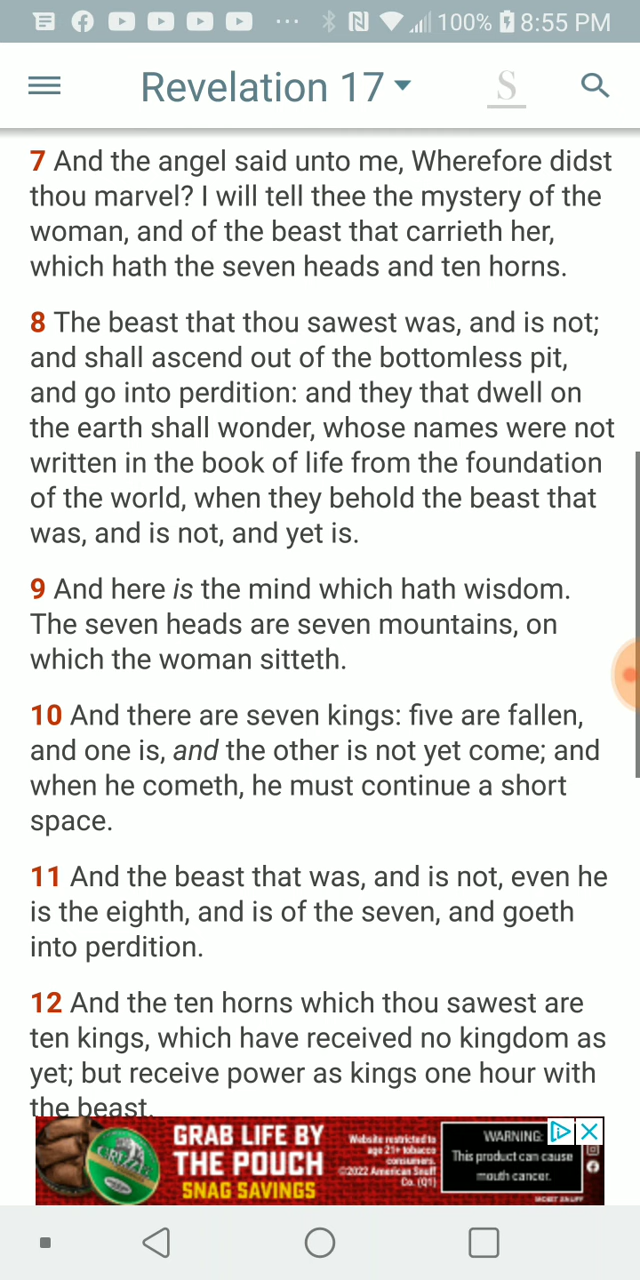 100% 8:55 PM
Revelation 17 S
7 And the angel said unto me, Wherefore didst
thou marvel? I will tell thee the mystery of the
woman, and of the beast that carrieth her,
which hath the seven heads and ten horns.
8 The beast that thou sawest was, and is not;
and shall ascend out of the bottomless pit,
and go into perdition: and they that dwell on
the earth shall wonder, whose names were not
written in the book of life from the foundation
of the world, when they behold the beast that
was, and is not, and yet is.
9 And here is the mind which hath wisdom.
The seven heads are seven mountains, on
which the woman sitteth.
10 And there are seven kings: five are fallen,
and one is, and the other is not yet come; and
when he cometh, he must continue a short
space.
11 And the beast that was, and is not, even he
is the eighth, and is of the seven, and goeth
into perdition.
12 And the ten horns which thou sawest are
ten kings, which have received no kingdom as
yet; but receive power as kings one hour with
the beast.
GRIZZLY
GRAB LIFE BY
THE POUCH
SNAG SAVINGS
Website restricted to
age 21+ tobacco
consumers.
©2022 American Snuff
Co. (Q1)
WARNING:
This product can cause
mouth cancer.
MOIST SNUFF